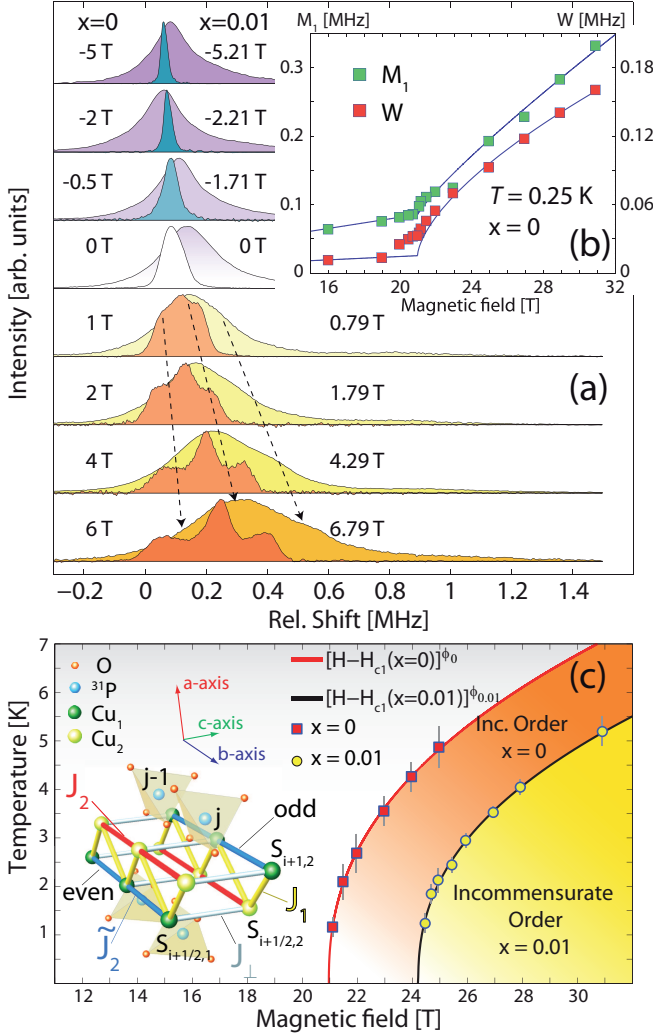 x=0
x=0.01
-5 T
-5.21 T
-2 T
-2.21 T
-0.5 T
-1.71 T
0 T
0 T
1 T
0.79 T
2 T
1.79 T
4 T
4.29 T
6 T
6.79 T
(a)
Intensity [arb. units]
−0.2 0 0.2 0.4 0.6 0.8 1 1.2 1.4
Rel. Shift [MHz]
M₁ [MHz]
W [MHz]
0.3
0.2
0.1
0
0.18
0.12
0.06
0
M₁
W
T = 0.25 K
x = 0
(b)
16 20 24 28 32
Magnetic field [T]
7
6
5
4
3
2
1
Temperature [K]
O
³¹P
Cu₁
Cu₂
a-axis
c-axis
b-axis
[H−H_c1(x=0)]^ϕ₀
[H−H_c1(x=0.01)]^ϕ₀.₀₁
x = 0
x = 0.01
(c)
Inc. Order
x = 0
Incommensurate
Order
x = 0.01
j-1
j
J₂
odd
S_i+1,2
even
J₁
J̃₂
S_i+1/2,1
S_i+1/2,2
J_⊥
12 14 16 18 20 22 24 26 28 30
Magnetic field [T]